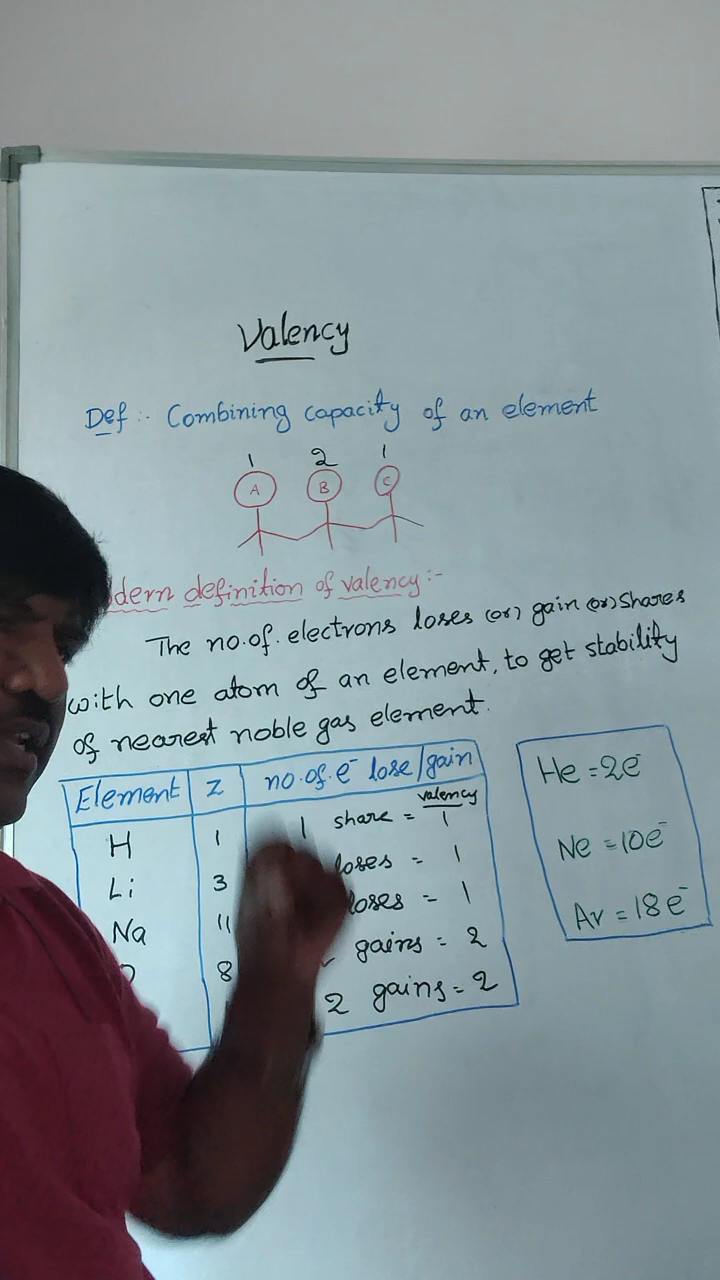 Valency
Def :- Combining capacity of an element
1 2 1
A B C
dern definition of valency:-
The no.of. electrons loses (or) gain (or) shares
with one atom of an element, to get stability
of nearest noble gas element.
Element Z no.of.e⁻ lose/gain
valency
H 1 1 share = 1
Li 3 loses = 1
Na 11 loses = 1
8 gains = 2
2 gains = 2
He = 2e⁻
Ne = 10e⁻
Ar = 18e⁻